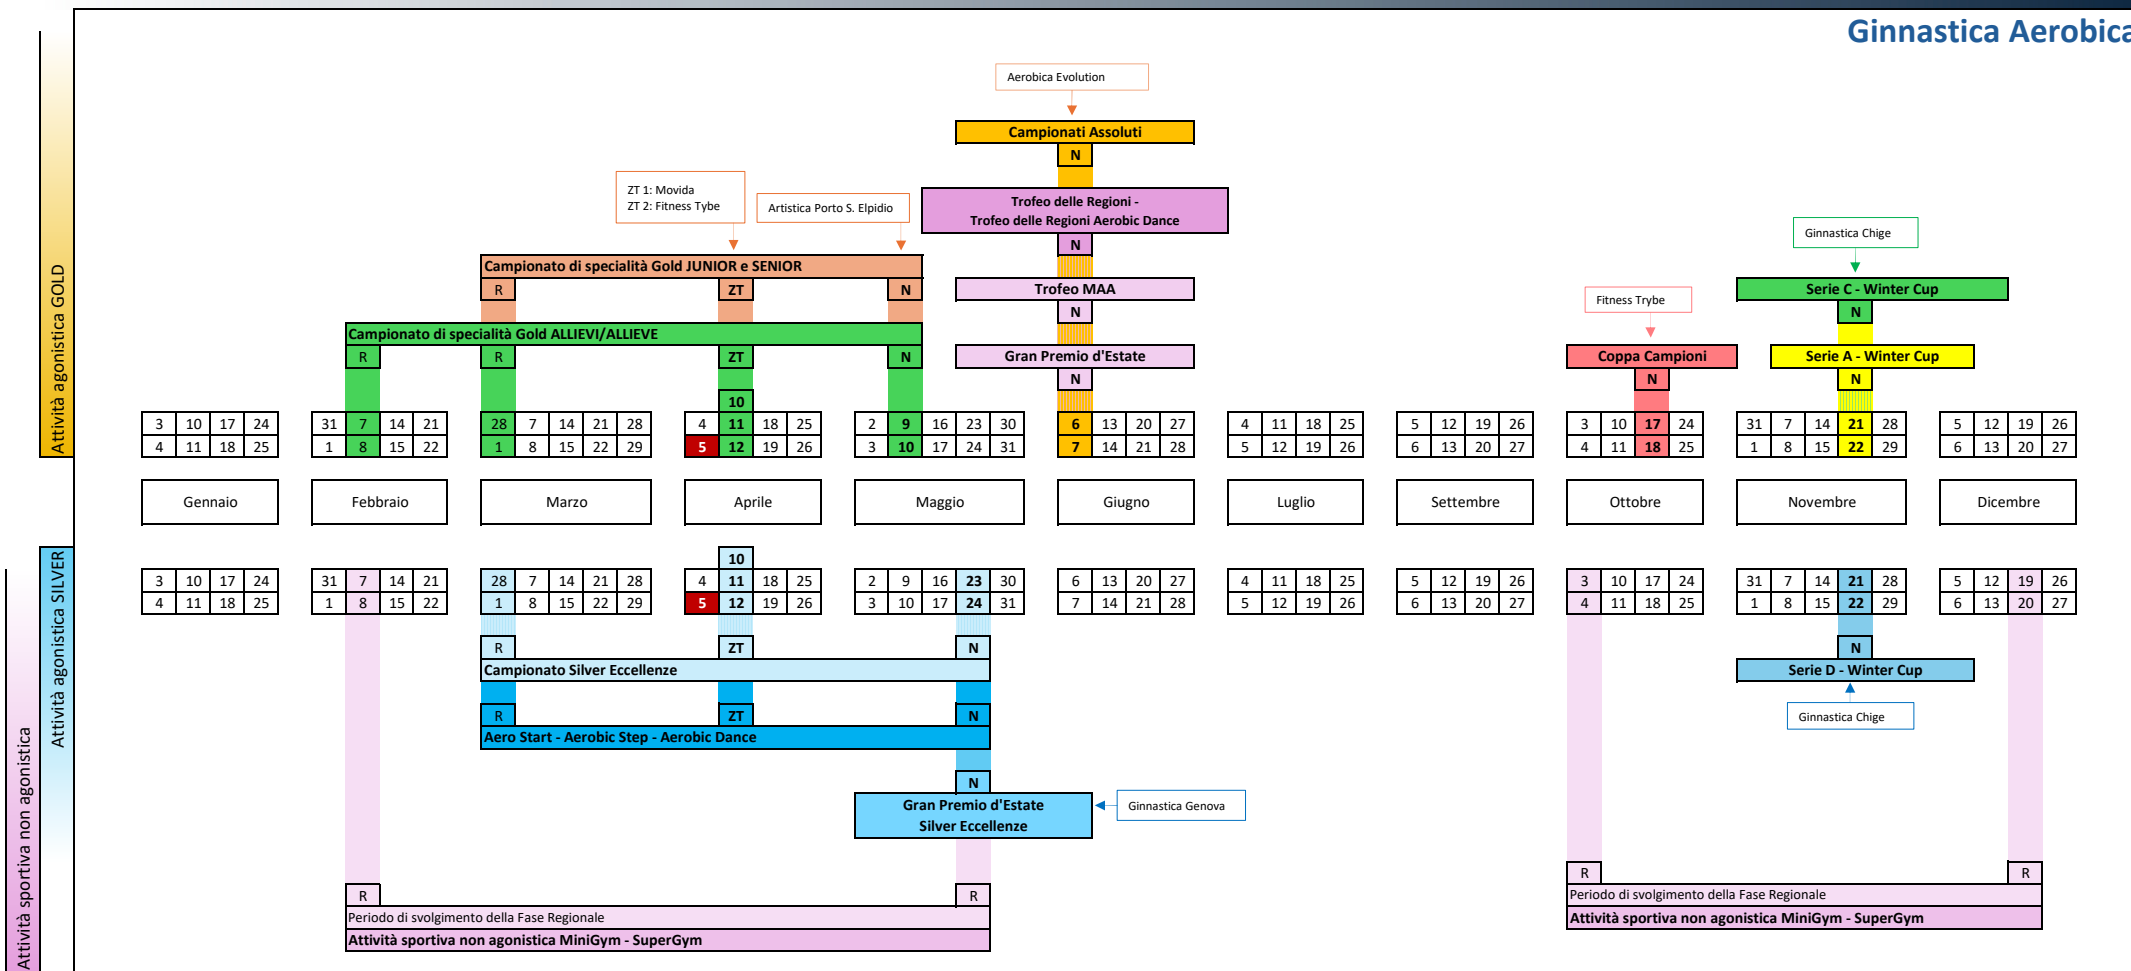 Ginnastica Aerobica
Aerobica Evolution
Campionati Assoluti
N
ZT 1: Movida
ZT 2: Fitness Tybe
Artistica Porto S. Elpidio
Trofeo delle Regioni -
Trofeo delle Regioni Aerobic Dance
N
Ginnastica Chige
Campionato di specialità Gold JUNIOR e SENIOR
R ZT N
Trofeo MAA
N
Fitness Trybe
Serie C - Winter Cup
N
Campionato di specialità Gold ALLIEVI/ALLIEVE
R R ZT N
Gran Premio d'Estate
N
Coppa Campioni
N
Serie A - Winter Cup
N
Attività agonistica GOLD
10
3 10 17 24 31 7 14 21 28 7 14 21 28 4 11 18 25 2 9 16 23 30 6 13 20 27 4 11 18 25 5 12 19 26 3 10 17 24 31 7 14 21 28 5 12 19 26
4 11 18 25 1 8 15 22 1 8 15 22 29 5 12 19 26 3 10 17 24 31 7 14 21 28 5 12 19 26 6 13 20 27 4 11 18 25 1 8 15 22 29 6 13 20 27
Gennaio Febbraio Marzo Aprile Maggio Giugno Luglio Settembre Ottobre Novembre Dicembre
10
3 10 17 24 31 7 14 21 28 7 14 21 28 4 11 18 25 2 9 16 23 30 6 13 20 27 4 11 18 25 5 12 19 26 3 10 17 24 31 7 14 21 28 5 12 19 26
4 11 18 25 1 8 15 22 1 8 15 22 29 5 12 19 26 3 10 17 24 31 7 14 21 28 5 12 19 26 6 13 20 27 4 11 18 25 1 8 15 22 29 6 13 20 27
Attività agonistica SILVER
R ZT N
Campionato Silver Eccellenze
N
Serie D - Winter Cup
R ZT N
Aero Start - Aerobic Step - Aerobic Dance
Ginnastica Chige
N
Gran Premio d'Estate
Silver Eccellenze
Ginnastica Genova
Attività sportiva non agonistica
R R
Periodo di svolgimento della Fase Regionale
Attività sportiva non agonistica MiniGym - SuperGym
R R
Periodo di svolgimento della Fase Regionale
Attività sportiva non agonistica MiniGym - SuperGym